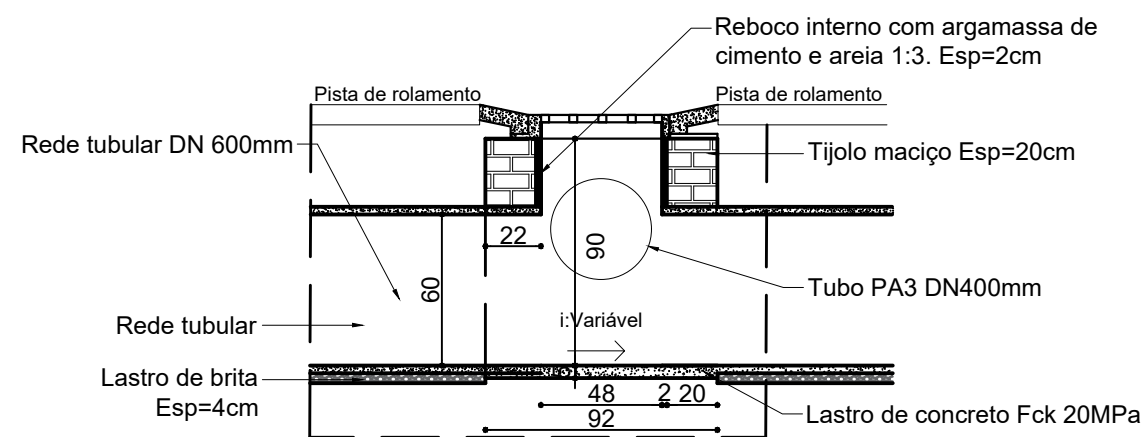 Reboco interno com argamassa de
cimento e areia 1:3. Esp=2cm
Pista de rolamento
Pista de rolamento
Rede tubular DN 600mm
Tijolo maciço Esp=20cm
22
90
60
Tubo PA3 DN400mm
Rede tubular
i:Variável
Lastro de brita
Esp=4cm
48
2
20
92
Lastro de concreto Fck 20MPa